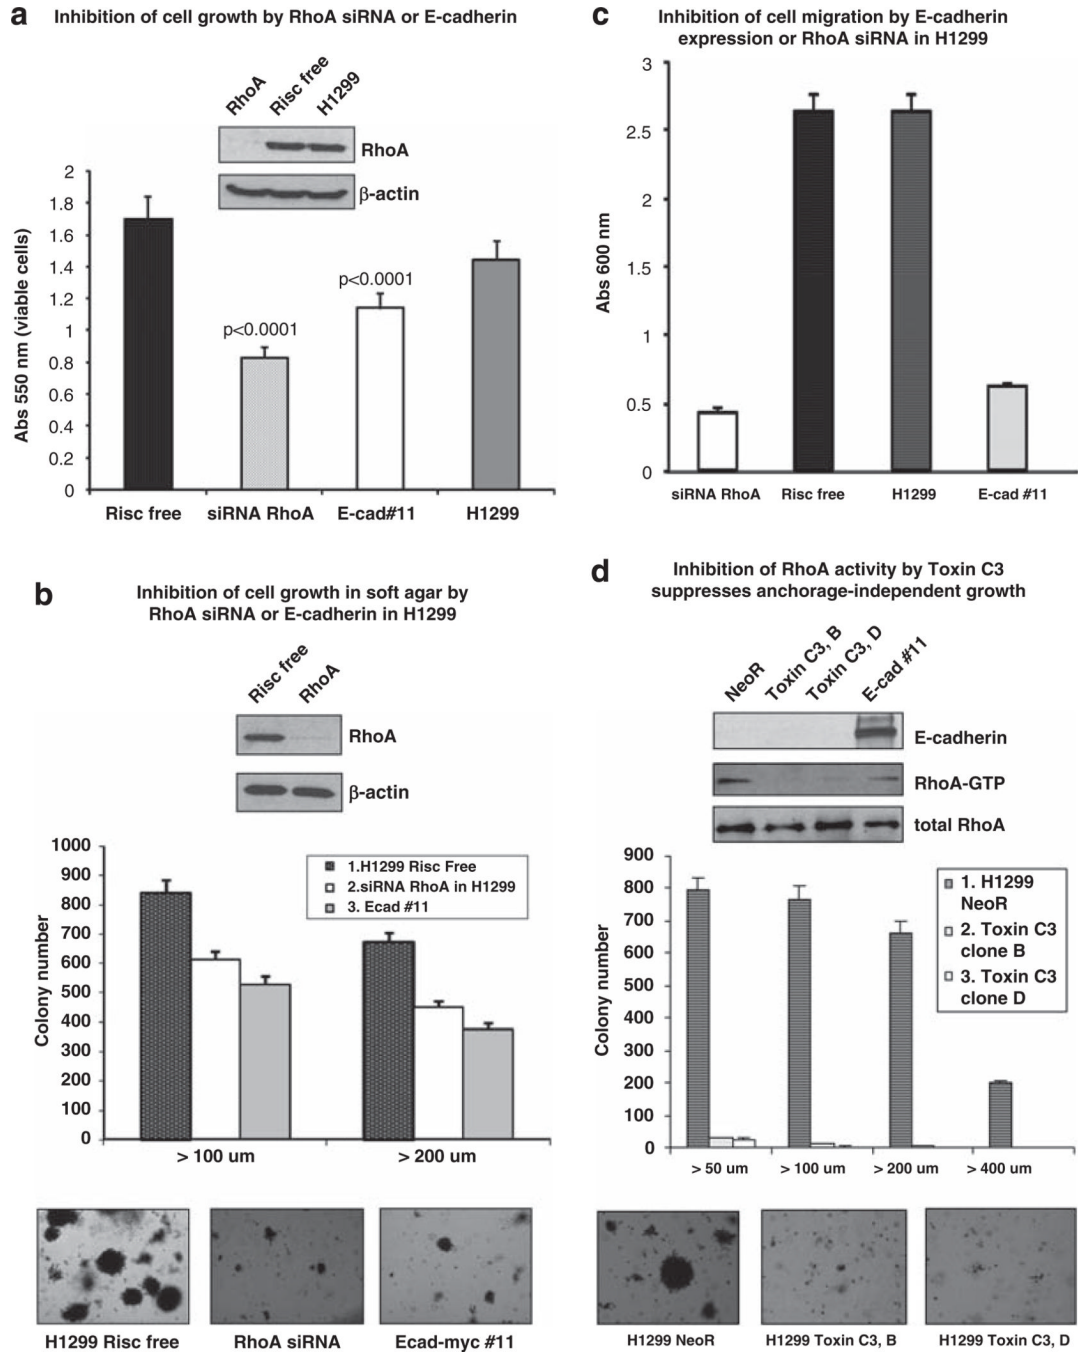 a
Inhibition of cell growth by RhoA siRNA or E-cadherin
RhoA
Risc free
H1299
RhoA
β-actin
Abs 550 nm (viable cells)
2
1.8
1.6
1.4
1.2
1
0.8
0.6
0.4
0.2
0
p<0.0001
p<0.0001
Risc free
siRNA RhoA
E-cad#11
H1299
c
Inhibition of cell migration by E-cadherin
expression or RhoA siRNA in H1299
Abs 600 nm
3
2.5
2
1.5
1
0.5
0
siRNA RhoA
Risc free
H1299
E-cad #11
b
Inhibition of cell growth in soft agar by
RhoA siRNA or E-cadherin in H1299
Risc free
RhoA
RhoA
β-actin
Colony number
1000
900
800
700
600
500
400
300
200
100
0
1.H1299 Risc Free
2.siRNA RhoA in H1299
3. Ecad #11
> 100 um
> 200 um
H1299 Risc free
RhoA siRNA
Ecad-myc #11
d
Inhibition of RhoA activity by Toxin C3
suppresses anchorage-independent growth
NeoR
Toxin C3, B
Toxin C3, D
E-cad #11
E-cadherin
RhoA-GTP
total RhoA
Colony number
900
800
700
600
500
400
300
200
100
0
1. H1299
NeoR
2. Toxin C3
clone B
3. Toxin C3
clone D
> 50 um
> 100 um
> 200 um
> 400 um
H1299 NeoR
H1299 Toxin C3, B
H1299 Toxin C3, D